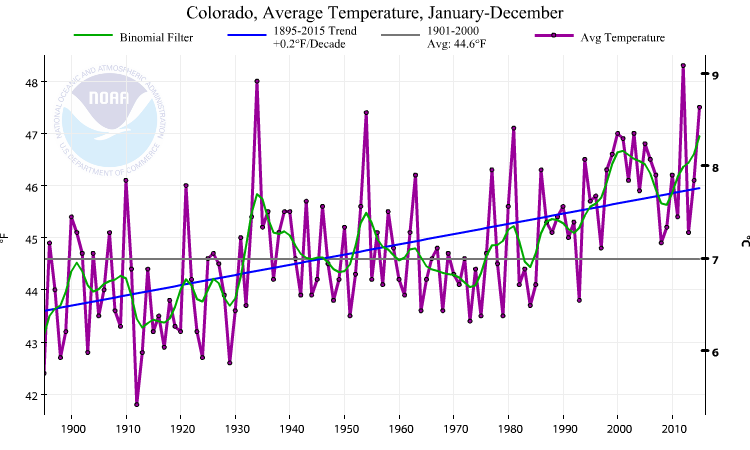 Colorado, Average Temperature, January-December
Binomial Filter
1895-2015 Trend
+0.2°F/Decade
1901-2000
Avg: 44.6°F
Avg Temperature
NATIONAL OCEANIC AND ATMOSPHERIC ADMINISTRATION
NOAA
U.S. DEPARTMENT OF COMMERCE
°F
48
47
46
45
44
43
42
9
8
7
6
°C
1900
1910
1920
1930
1940
1950
1960
1970
1980
1990
2000
2010